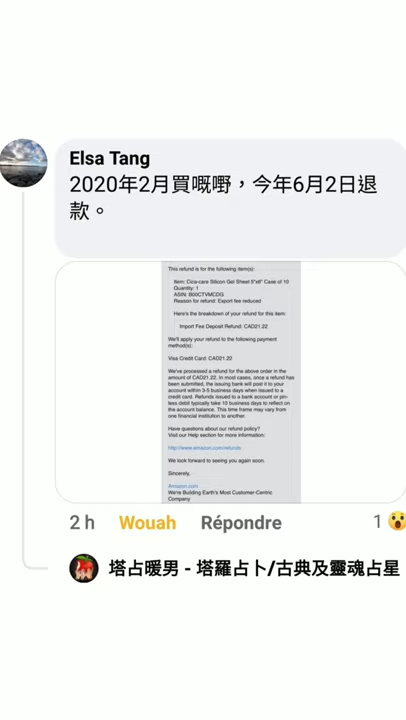 Elsa Tang
2020年2月買嘅嘢，今年6月2日退
款。
This refund is for the following item(s):
Item: Cica-care Silicon Gel Sheet 5"x6" Case of 10
Quantity: 1
ASIN: B00CTVMCDG
Reason for refund: Export fee reduced
Here's the breakdown of your refund for this item:
Import Fee Deposit Refund: CAD21.22
We'll apply your refund to the following payment
method(s):
Visa Credit Card: CAD21.22
We've processed a refund for the above order in the
amount of CAD21.22. In most cases, once a refund has
been submitted, the issuing bank will post it to your
account within 3-5 business days when issued to a
credit card. Refunds issued to a bank account or pin-
less debit typically take 10 business days to reflect on
the account balance. This time frame may vary from
one financial institution to another.
Have questions about our refund policy?
Visit our Help section for more information:
http://www.amazon.com/refunds
We look forward to seeing you again soon.
Sincerely,
Amazon.com
We're Building Earth's Most Customer-Centric
Company
2 h Wouah Répondre 1
塔占暖男 - 塔羅占卜/古典及靈魂占星